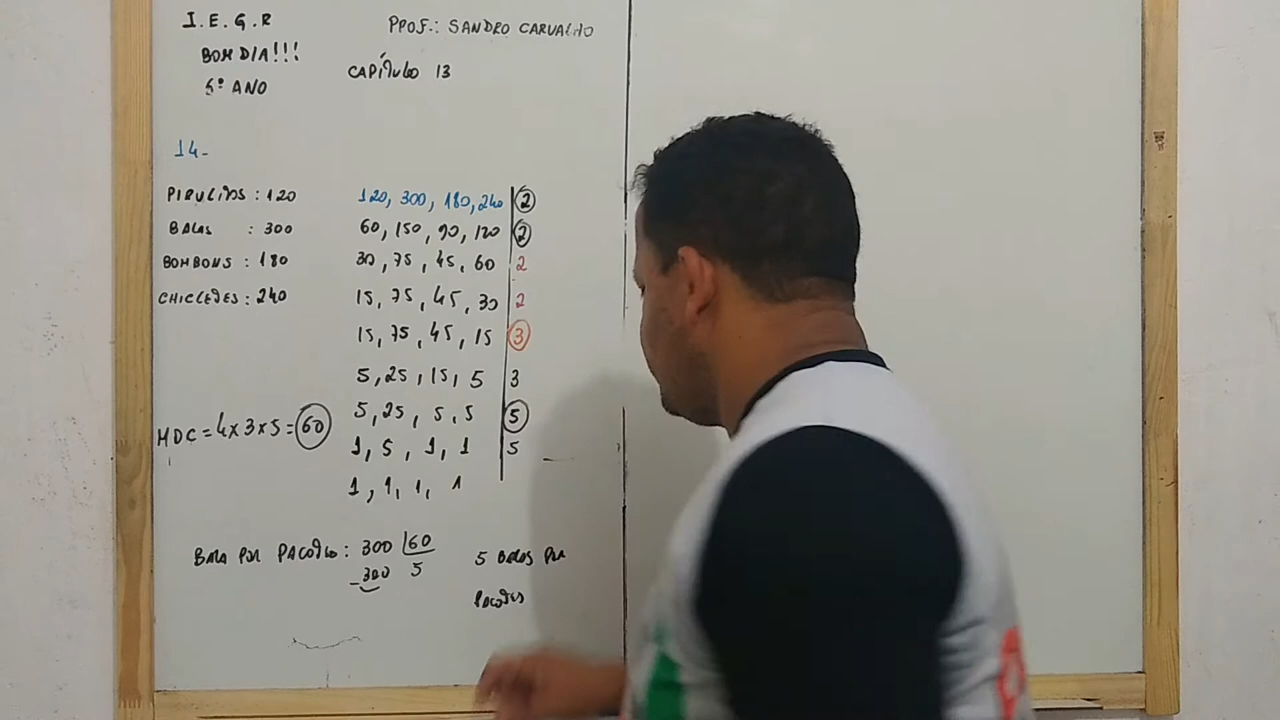 I.E.G.R
PROF.: SANDRO CARVALHO
BOM DIA!!!
CAPÍTULO 13
6º ANO
14-
PIRULITOS : 120
120, 300, 180, 240 | 2
BALAS : 300
60, 150, 90, 120 | 2
BOMBONS : 180
30, 75, 45, 60 | 2
CHICLETES : 240
15, 75, 45, 30 | 2
15, 75, 45, 15 | 3
5, 25, 15, 5 | 3
5, 25, 5, 5 | 5
MDC = 4 x 3 x 5 = 60
1, 5, 1, 1 | 5
1, 1, 1, 1
BALA POR PACOTE : 300 |60
-300 5
5 BALAS POR
PACOTES